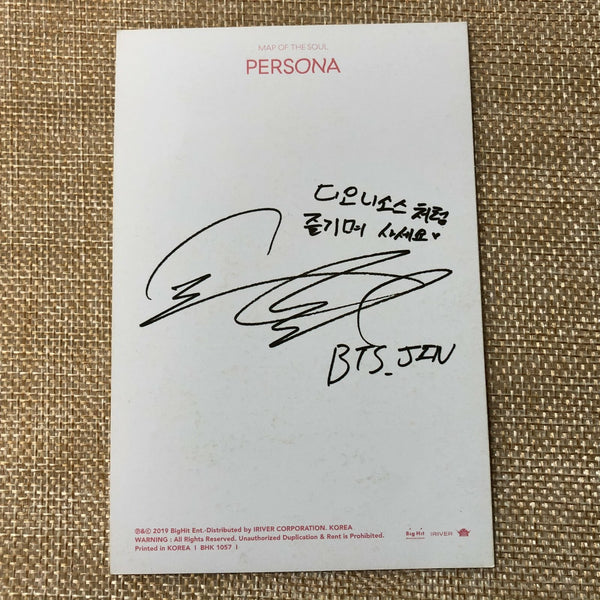 MAP OF THE SOUL
PERSONA
디오니소스 처럼
즐기며 사세요♥
BTS_JIN
℗&© 2019 BigHit Ent.-Distributed by IRIVER CORPORATION. KOREA
WARNING : All Rights Reserved. Unauthorized Duplication & Rent is Prohibited.
Printed in KOREA I BHK 1057 I
Big Hit
IRIVER